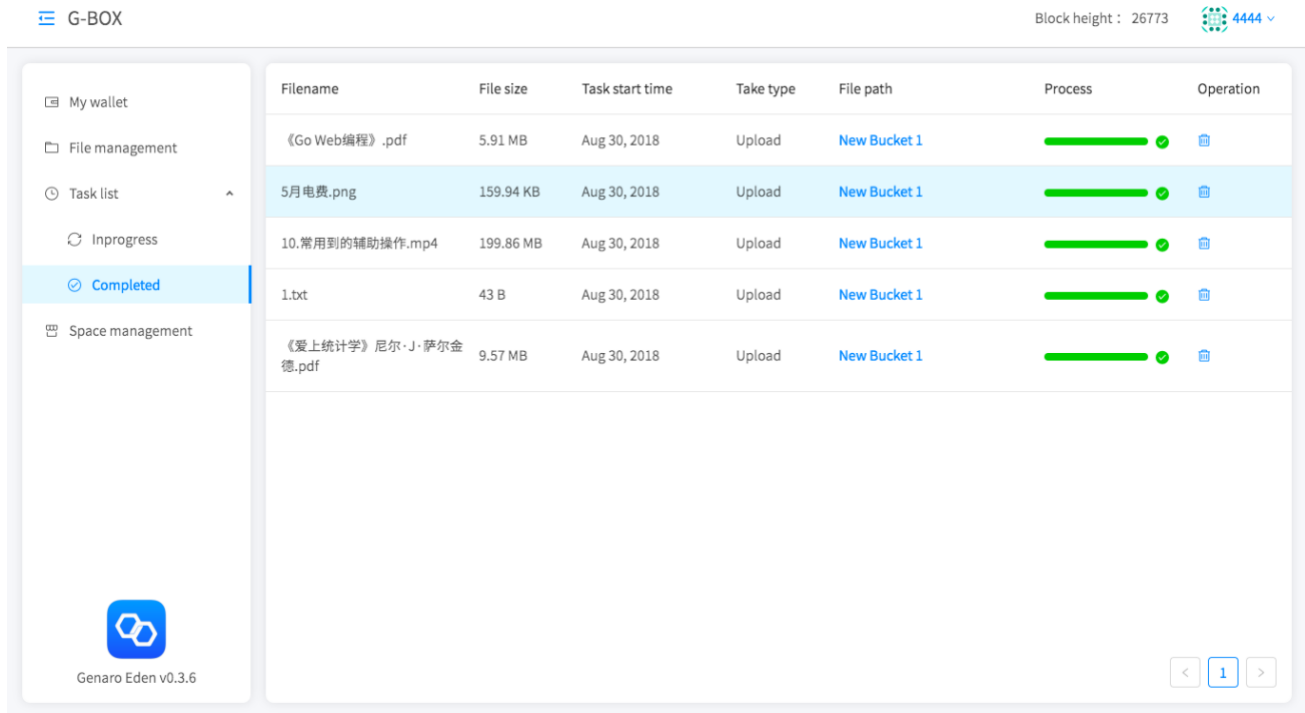 G-BOX
Block height： 26773
4444
My wallet
File management
Task list
Inprogress
Completed
Space management
Genaro Eden v0.3.6
Filename File size Task start time Take type File path Process Operation
《Go Web编程》.pdf 5.91 MB Aug 30, 2018 Upload New Bucket 1
5月电费.png 159.94 KB Aug 30, 2018 Upload New Bucket 1
10.常用到的辅助操作.mp4 199.86 MB Aug 30, 2018 Upload New Bucket 1
1.txt 43 B Aug 30, 2018 Upload New Bucket 1
《爱上统计学》尼尔·J·萨尔金
德.pdf 9.57 MB Aug 30, 2018 Upload New Bucket 1
< 1 >